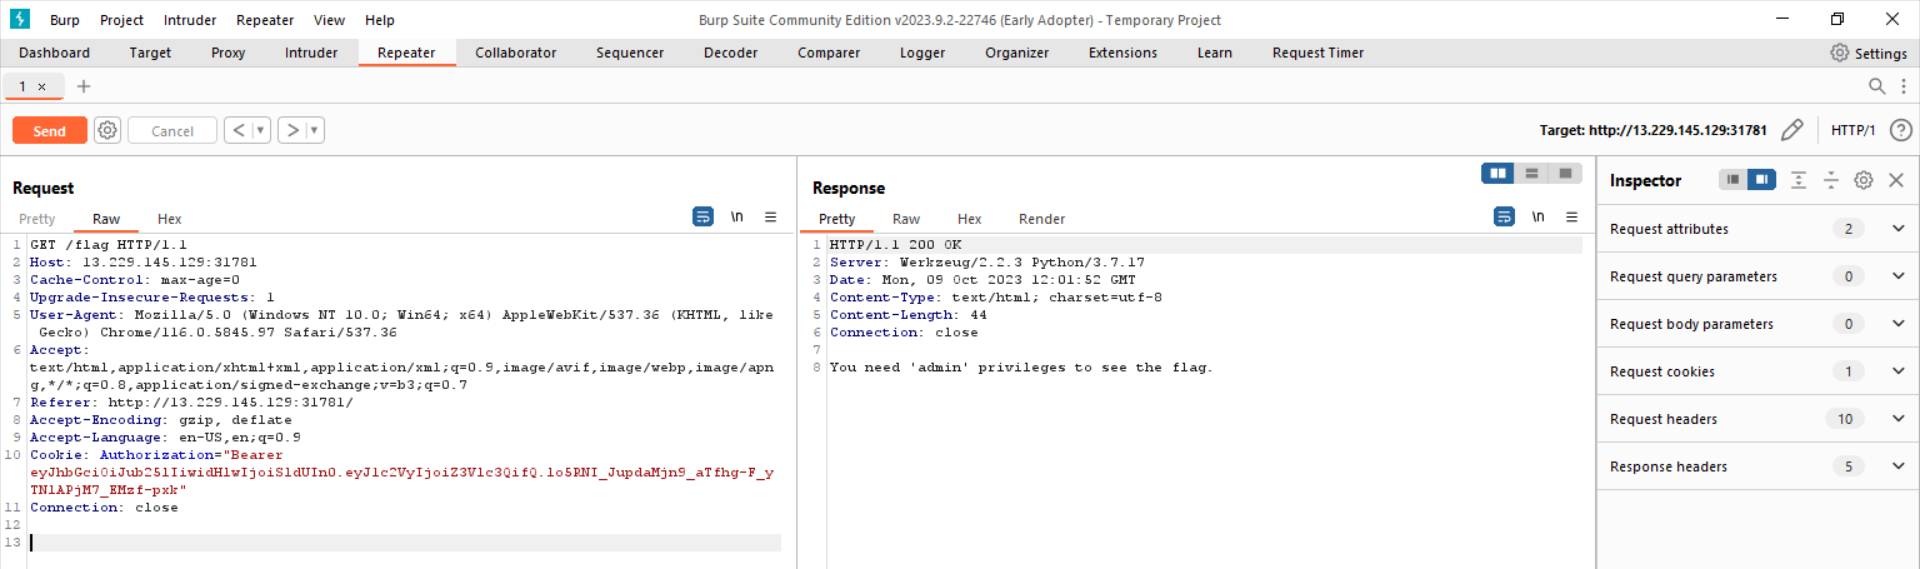 Burp Project Intruder Repeater View Help
Burp Suite Community Edition v2023.9.2-22746 (Early Adopter) - Temporary Project
Dashboard Target Proxy Intruder Repeater Collaborator Sequencer Decoder Comparer Logger Organizer Extensions Learn Request Timer
Settings
1 × +
Send Cancel < >
Target: http://13.229.145.129:31781 HTTP/1 ?
Request
Pretty Raw Hex \n
1 GET /flag HTTP/1.1
2 Host: 13.229.145.129:31781
3 Cache-Control: max-age=0
4 Upgrade-Insecure-Requests: 1
5 User-Agent: Mozilla/5.0 (Windows NT 10.0; Win64; x64) AppleWebKit/537.36 (KHTML, like
Gecko) Chrome/116.0.5845.97 Safari/537.36
6 Accept:
text/html,application/xhtml+xml,application/xml;q=0.9,image/avif,image/webp,image/apn
g,*/*;q=0.8,application/signed-exchange;v=b3;q=0.7
7 Referer: http://13.229.145.129:31781/
8 Accept-Encoding: gzip, deflate
9 Accept-Language: en-US,en;q=0.9
10 Cookie: Authorization="Bearer
eyJhbGciOiJub25lIiwidHlwIjoiSldUIn0.eyJ1c2VyIjoiZ3Vlc3QifQ.lo5RNI_JupdaMjn9_aTfhg-F_y
TNlAPjM7_EMzf-pxk"
11 Connection: close
12
13
Response
Pretty Raw Hex Render \n
1 HTTP/1.1 200 OK
2 Server: Werkzeug/2.2.3 Python/3.7.17
3 Date: Mon, 09 Oct 2023 12:01:52 GMT
4 Content-Type: text/html; charset=utf-8
5 Content-Length: 44
6 Connection: close
7
8 You need 'admin' privileges to see the flag.
Inspector
Request attributes 2
Request query parameters 0
Request body parameters 0
Request cookies 1
Request headers 10
Response headers 5